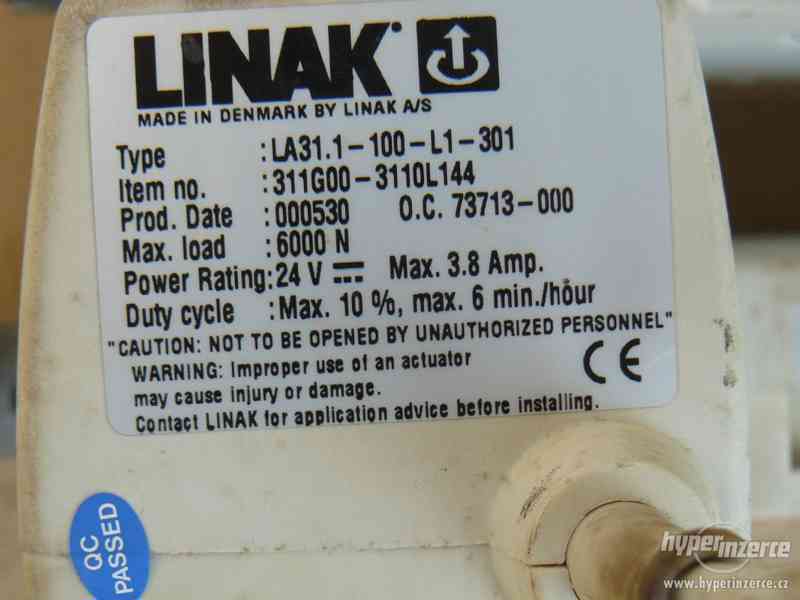 LINAK
MADE IN DENMARK BY LINAK A/S
Type :LA31.1-100-L1-301
Item no. :311G00-3110L144
Prod. Date :000530 O.C. 73713-000
Max. load :6000 N
Power Rating:24 V Max. 3.8 Amp.
Duty cycle :Max. 10 %, max. 6 min./hour
"CAUTION: NOT TO BE OPENED BY UNAUTHORIZED PERSONNEL"
WARNING: Improper use of an actuator
may cause injury or damage.
Contact LINAK for application advice before installing.
CE
QC
PASSED
hyperinzerce
www.hyperinzerce.cz